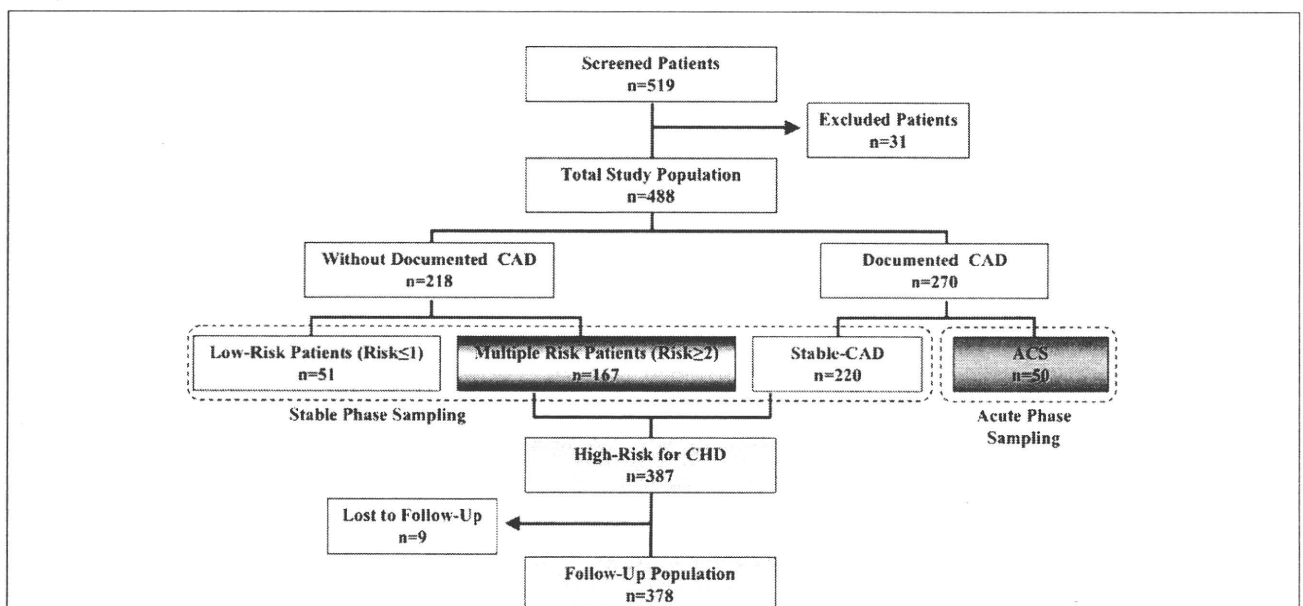 Screened Patients
n=519
Excluded Patients
n=31
Total Study Population
n=488
Without Documented CAD
n=218
Documented CAD
n=270
Low-Risk Patients (Risk≤1)
n=51
Multiple Risk Patients (Risk≥2)
n=167
Stable-CAD
n=220
ACS
n=50
Stable Phase Sampling
Acute Phase
Sampling
High-Risk for CHD
n=387
Lost to Follow-Up
n=9
Follow-Up Population
n=378